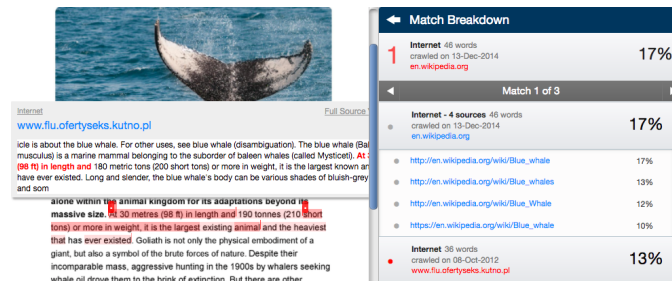 Internet Full Source
www.flu.ofertyseks.kutno.pl
icle is about the blue whale. For other uses, see blue whale (disambiguation). The blue whale (Bal
musculus) is a marine mammal belonging to the suborder of baleen whales (called Mysticeti). At
(98 ft) in length and 180 metric tons (200 short tons) or more in weight, it is the largest known an
have ever existed. Long and slender, the blue whale's body can be various shades of bluish-grey
and som
alone within the animal kingdom for its adaptations beyond its
massive size. At 30 metres (98 ft) in length and 190 tonnes (210 short
tons) or more in weight, it is the largest existing animal and the heaviest
that has ever existed. Goliath is not only the physical embodiment of a
giant, but also a symbol of the brute forces of nature. Despite their
incomparable mass, aggressive hunting in the 1900s by whalers seeking
whale oil drove them to the brink of extinction. But there are other
Match Breakdown
1 Internet 46 words 17%
crawled on 13-Dec-2014
en.wikipedia.org
Match 1 of 3
Internet - 4 sources 46 words 17%
crawled on 13-Dec-2014
en.wikipedia.org
http://en.wikipedia.org/wiki/Blue_whale 17%
http://en.wikipedia.org/wiki/Blue_whales 13%
http://en.wikipedia.org/wiki/Blue_Whale 12%
https://en.wikipedia.org/wiki/Blue_whale 10%
Internet 36 words 13%
crawled on 08-Oct-2012
www.flu.ofertyseks.kutno.pl